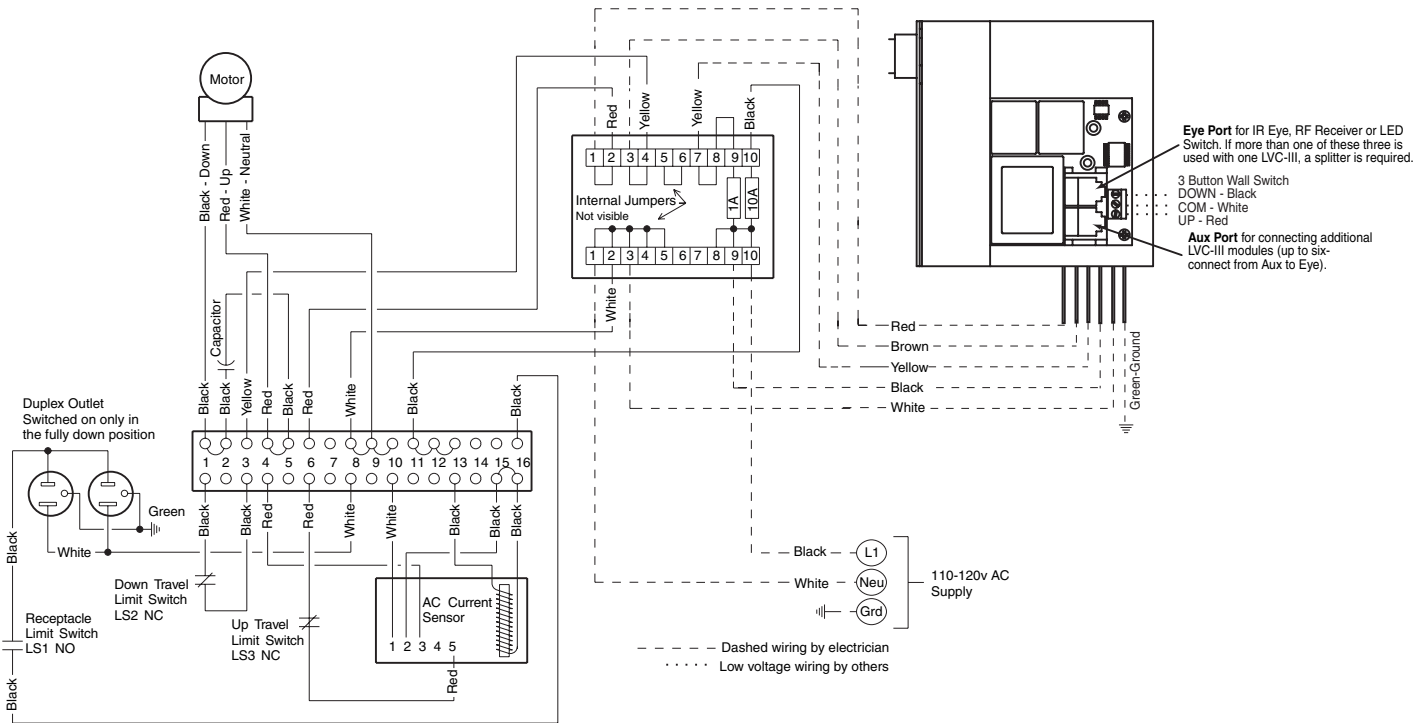 Motor
Black - Down
Red - Up
White - Neutral
Red
Yellow
Yellow
Black
1 2 3 4 5 6 7 8 9 10
Internal Jumpers
Not visible
1A
10A
1 2 3 4 5 6 7 8 9 10
White
Eye Port for IR Eye, RF Receiver or LED
Switch. If more than one of these three is
used with one LVC-III, a splitter is required.
3 Button Wall Switch
DOWN - Black
COM - White
UP - Red
Aux Port for connecting additional
LVC-III modules (up to six-
connect from Aux to Eye).
Red
Brown
Yellow
Black
White
Green-Ground
Capacitor
Black
Black
Yellow
Red
Black
Red
White
Black
Black
1 2 3 4 5 6 7 8 9 10 11 12 13 14 15 16
Duplex Outlet
Switched on only in
the fully down position
Green
White
Black
Black
Black
Red
Red
White
White
Black
Black
Black
Down Travel
Limit Switch
LS2 NC
Receptacle
Limit Switch
LS1 NO
Black
Up Travel
Limit Switch
LS3 NC
AC Current
Sensor
1 2 3 4 5
Red
Black
L1
White
Neu
Grd
110-120v AC
Supply
Dashed wiring by electrician
Low voltage wiring by others